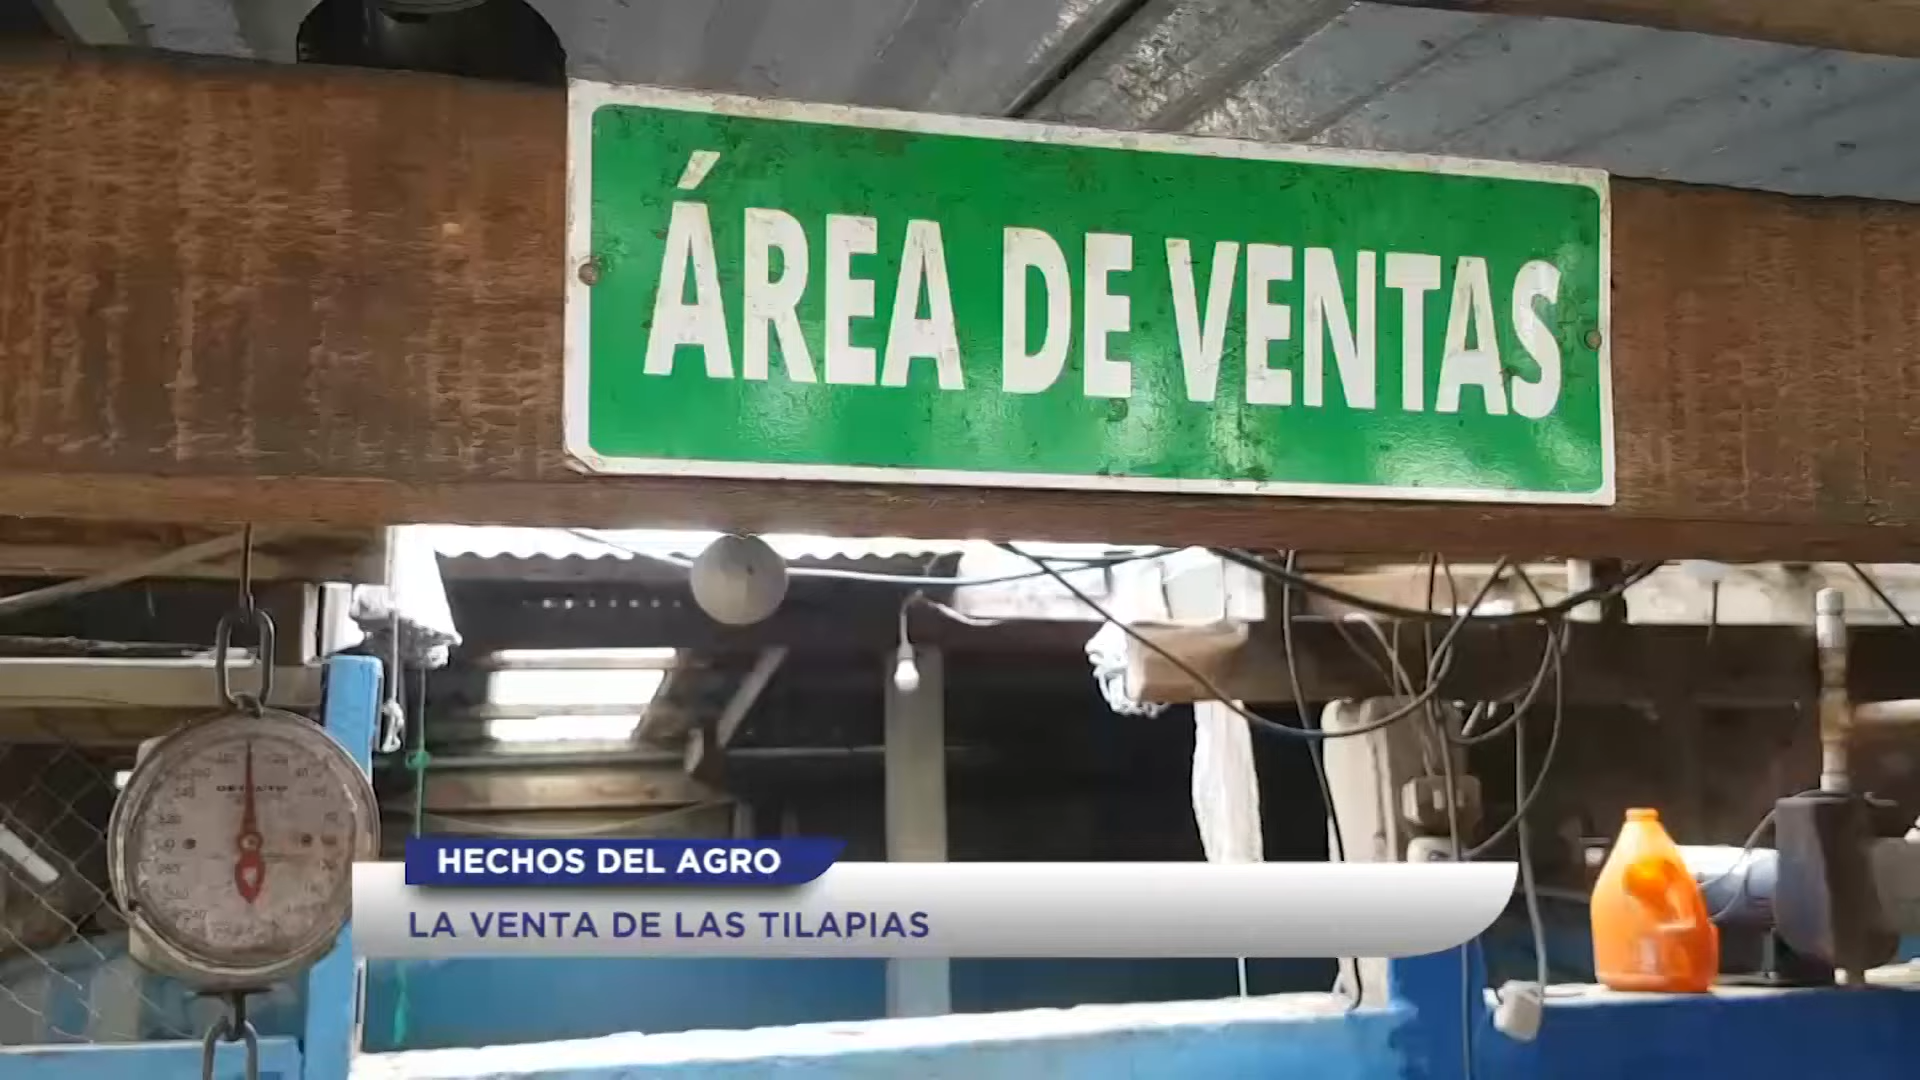 ÁREA DE VENTAS
HECHOS DEL AGRO
LA VENTA DE LAS TILAPIAS